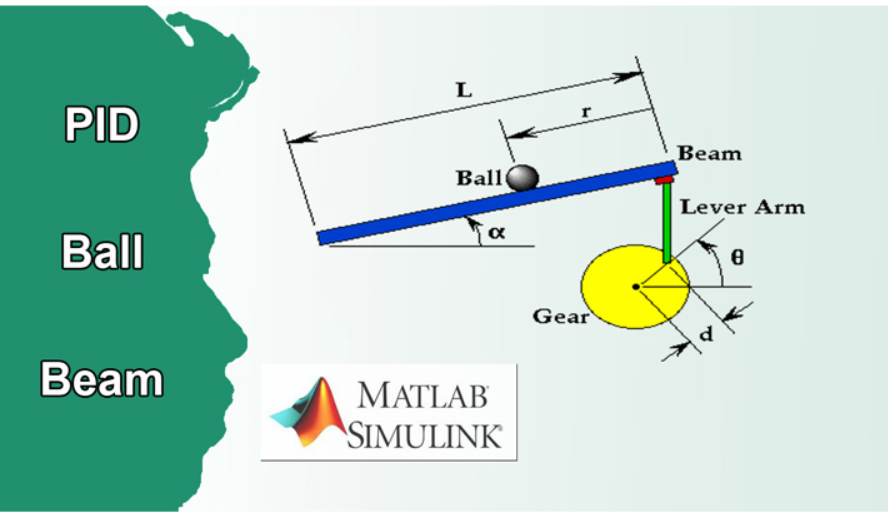 PID
Ball
Beam
L
r
Ball
Beam
Lever Arm
α
θ
Gear
d
MATLAB
SIMULINK